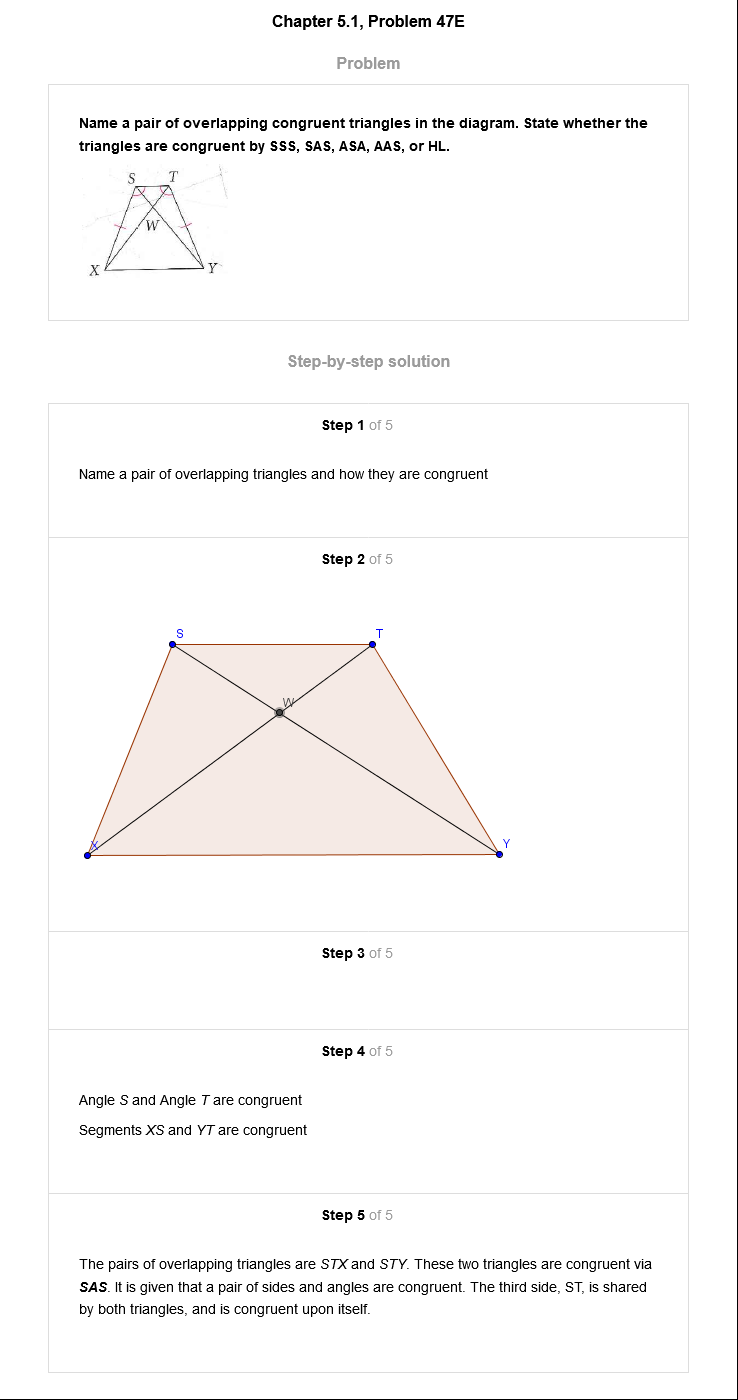 Chapter 5.1, Problem 47E
Problem
Name a pair of overlapping congruent triangles in the diagram. State whether the
triangles are congruent by SSS, SAS, ASA, AAS, or HL.
S T
W
X Y
Step-by-step solution
Step 1 of 5
Name a pair of overlapping triangles and how they are congruent
Step 2 of 5
S T
W
X Y
Step 3 of 5
Step 4 of 5
Angle S and Angle T are congruent
Segments XS and YT are congruent
Step 5 of 5
The pairs of overlapping triangles are STX and STY. These two triangles are congruent via
SAS. It is given that a pair of sides and angles are congruent. The third side, ST, is shared
by both triangles, and is congruent upon itself.